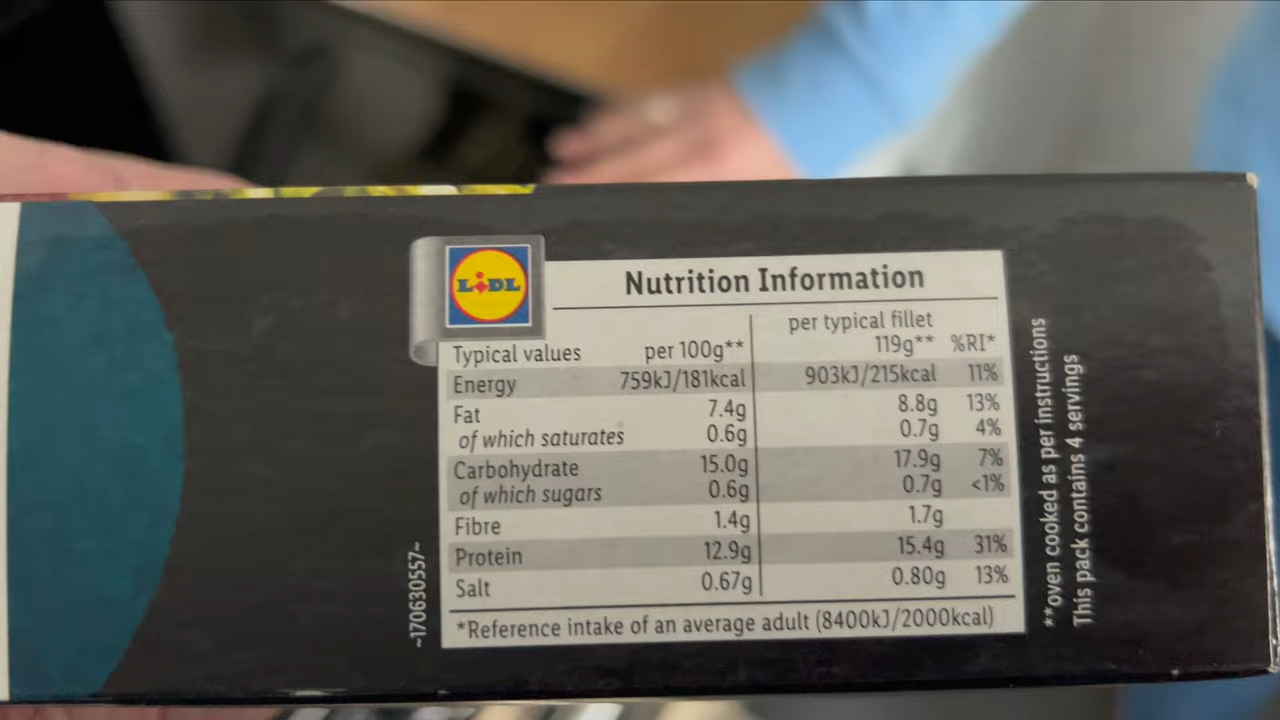 LIDL
Nutrition Information
per typical fillet
Typical values per 100g** 119g** %RI*
Energy 759kJ/181kcal 903kJ/215kcal 11%
Fat 7.4g 8.8g 13%
of which saturates 0.6g 0.7g 4%
Carbohydrate 15.0g 17.9g 7%
of which sugars 0.6g 0.7g <1%
Fibre 1.4g 1.7g
Protein 12.9g 15.4g 31%
Salt 0.67g 0.80g 13%
*Reference intake of an average adult (8400kJ/2000kcal)
~170630557~
**oven cooked as per instructions
This pack contains 4 servings